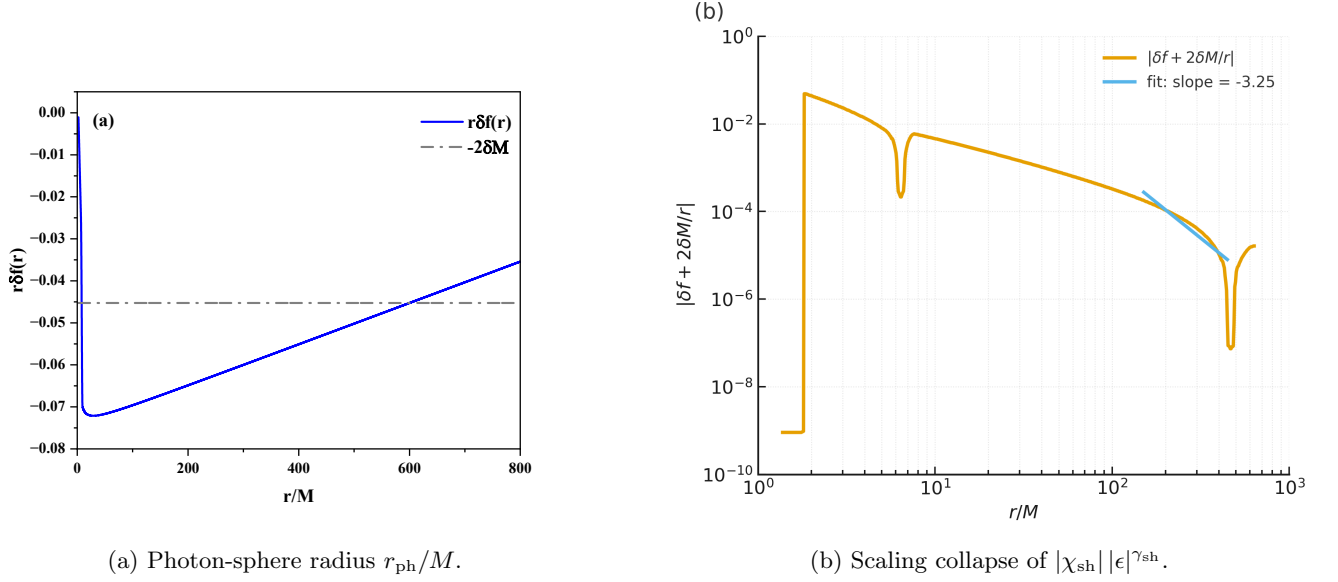 (a)
rδf(r)
-2δM
0.00
−0.01
−0.02
−0.03
−0.04
−0.05
−0.06
−0.07
−0.08
rδf(r)
0 200 400 600 800
r/M
(a) Photon-sphere radius r_ph/M.
(b)
|δf + 2δM/r|
fit: slope = -3.25
10^0
10^−2
10^−4
10^−6
10^−8
10^−10
|δf + 2δM/r|
10^0 10^1 10^2 10^3
r/M
(b) Scaling collapse of |χ_sh| |ϵ|^γ_sh.